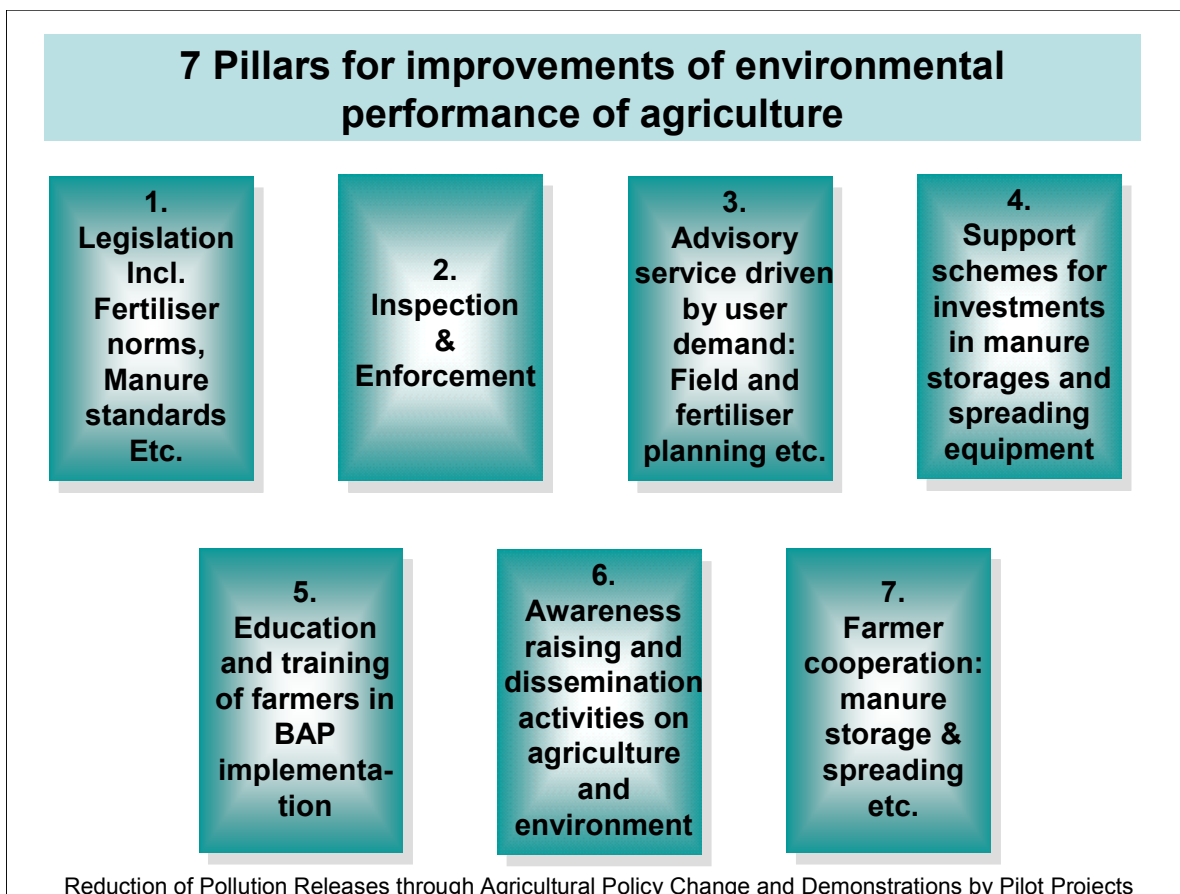 7 Pillars for improvements of environmental
performance of agriculture
1.
Legislation
Incl.
Fertiliser
norms,
Manure
standards
Etc.
2.
Inspection
&
Enforcement
3.
Advisory
service driven
by user
demand:
Field and
fertiliser
planning etc.
4.
Support
schemes for
investments
in manure
storages and
spreading
equipment
5.
Education
and training
of farmers in
BAP
implementa-
tion
6.
Awareness
raising and
dissemination
activities on
agriculture
and
environment
7.
Farmer
cooperation:
manure
storage &
spreading
etc.
Reduction of Pollution Releases through Agricultural Policy Change and Demonstrations by Pilot Projects